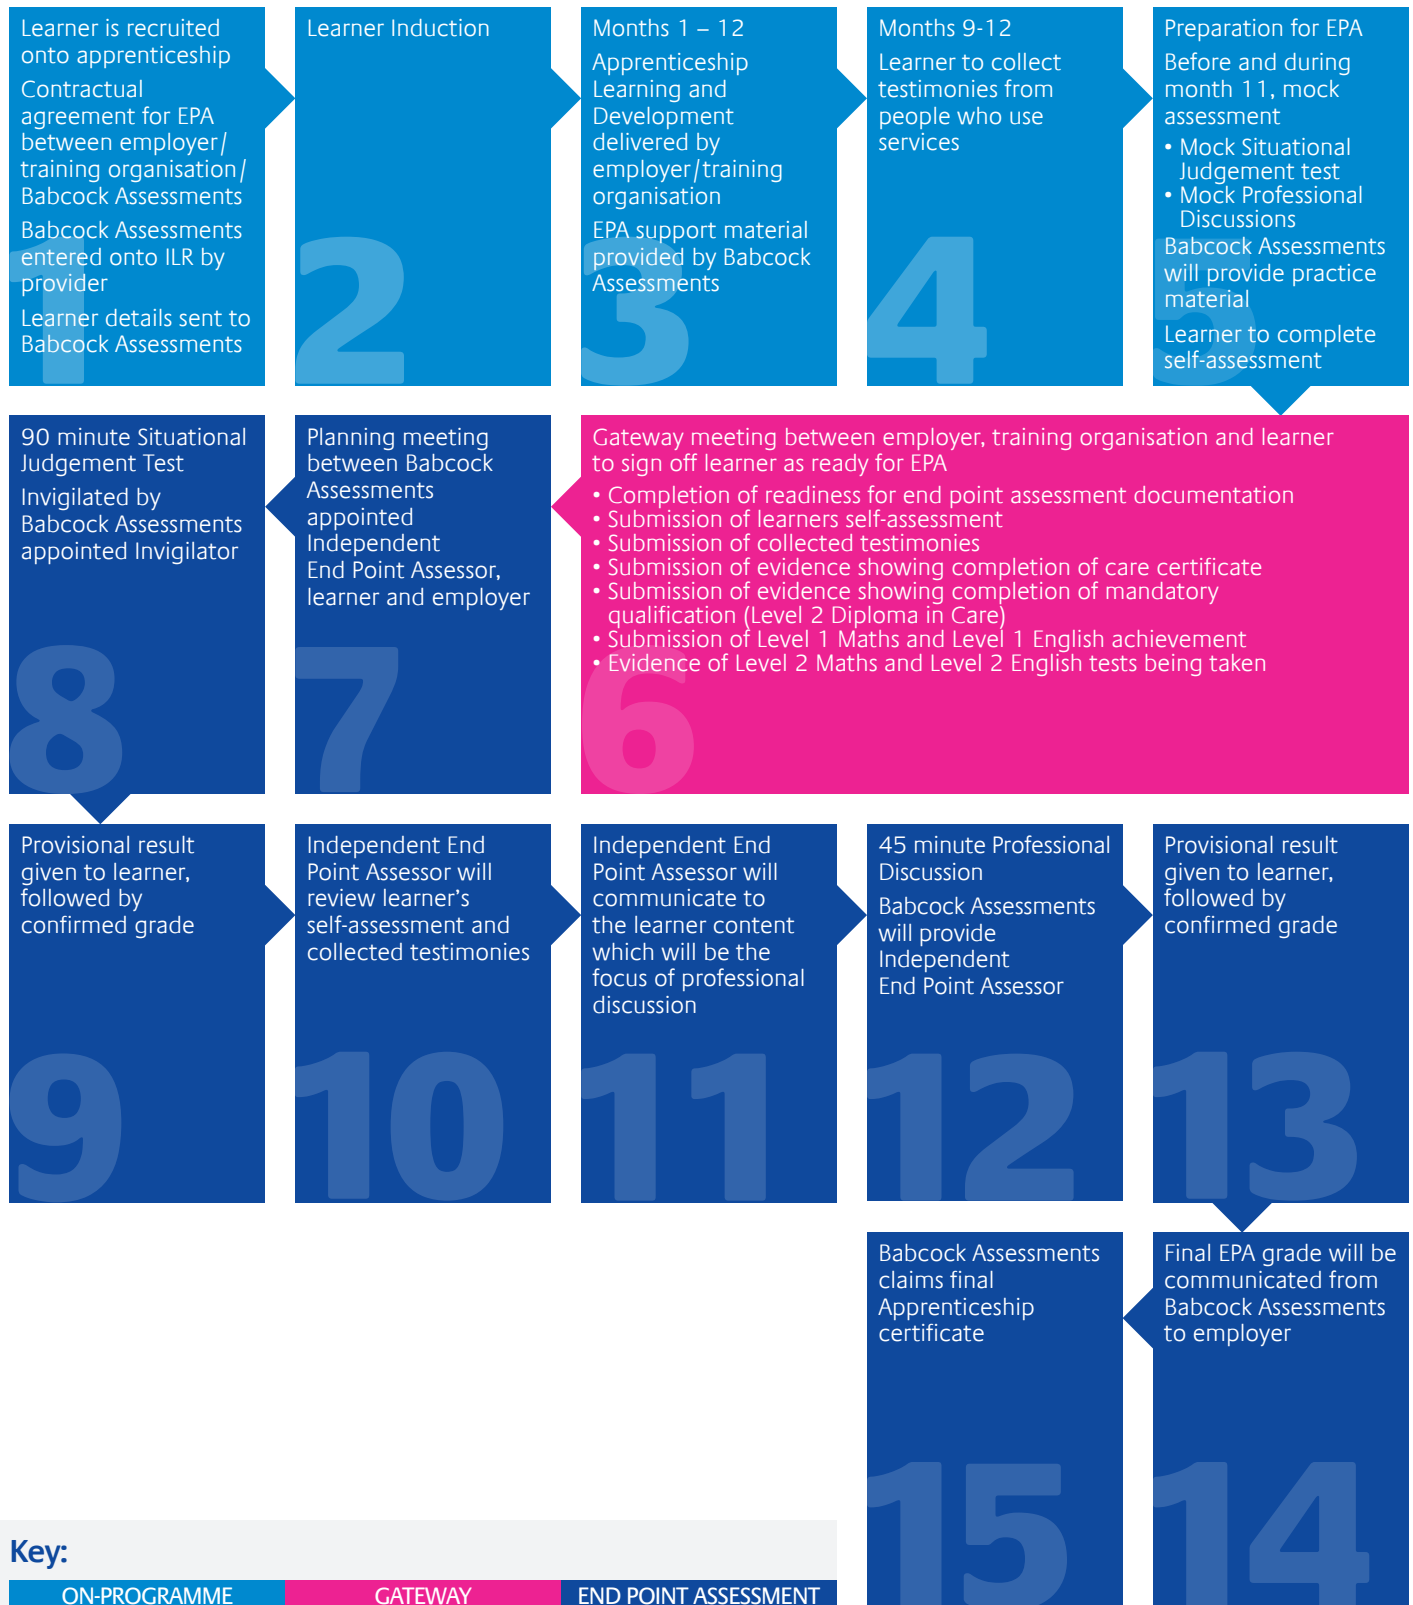 Learner is recruited
onto apprenticeship
Contractual
agreement for EPA
between employer/
training organisation/
Babcock Assessments
Babcock Assessments
entered onto ILR by
provider
Learner details sent to
Babcock Assessments
1
Learner Induction
2
Months 1 – 12
Apprenticeship
Learning and
Development
delivered by
employer/training
organisation
EPA support material
provided by Babcock
Assessments
3
Months 9-12
Learner to collect
testimonies from
people who use
services
4
Preparation for EPA
Before and during
month 11, mock
assessment
• Mock Situational
Judgement test
• Mock Professional
Discussions
Babcock Assessments
will provide practice
material
Learner to complete
self-assessment
5
Gateway meeting between employer, training organisation and learner
to sign off learner as ready for EPA
• Completion of readiness for end point assessment documentation
• Submission of learners self-assessment
• Submission of collected testimonies
• Submission of evidence showing completion of care certificate
• Submission of evidence showing completion of mandatory
qualification (Level 2 Diploma in Care)
• Submission of Level 1 Maths and Level 1 English achievement
• Evidence of Level 2 Maths and Level 2 English tests being taken
6
Planning meeting
between Babcock
Assessments
appointed
Independent
End Point Assessor,
learner and employer
7
90 minute Situational
Judgement Test
Invigilated by
Babcock Assessments
appointed Invigilator
8
Provisional result
given to learner,
followed by
confirmed grade
9
Independent End
Point Assessor will
review learner’s
self-assessment and
collected testimonies
10
Independent End
Point Assessor will
communicate to
the learner content
which will be the
focus of professional
discussion
11
45 minute Professional
Discussion
Babcock Assessments
will provide
Independent
End Point Assessor
12
Provisional result
given to learner,
followed by
confirmed grade
13
Final EPA grade will be
communicated from
Babcock Assessments
to employer
14
Babcock Assessments
claims final
Apprenticeship
certificate
15
Key:
ON-PROGRAMME
GATEWAY
END POINT ASSESSMENT